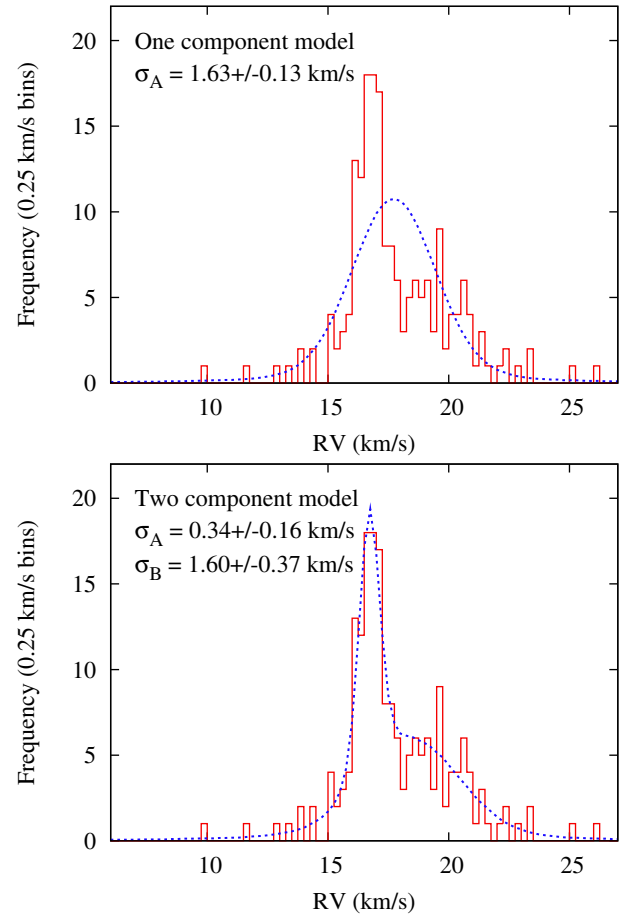 One component model
σA = 1.63+/-0.13 km/s
Frequency (0.25 km/s bins)
20
15
10
5
0
10 15 20 25
RV (km/s)
Two component model
σA = 0.34+/-0.16 km/s
σB = 1.60+/-0.37 km/s
Frequency (0.25 km/s bins)
20
15
10
5
0
10 15 20 25
RV (km/s)